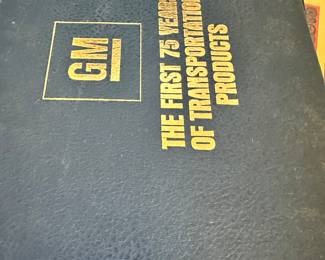 GM
THE FIRST 75 YEARS
OF TRANSPORTATION
PRODUCTS